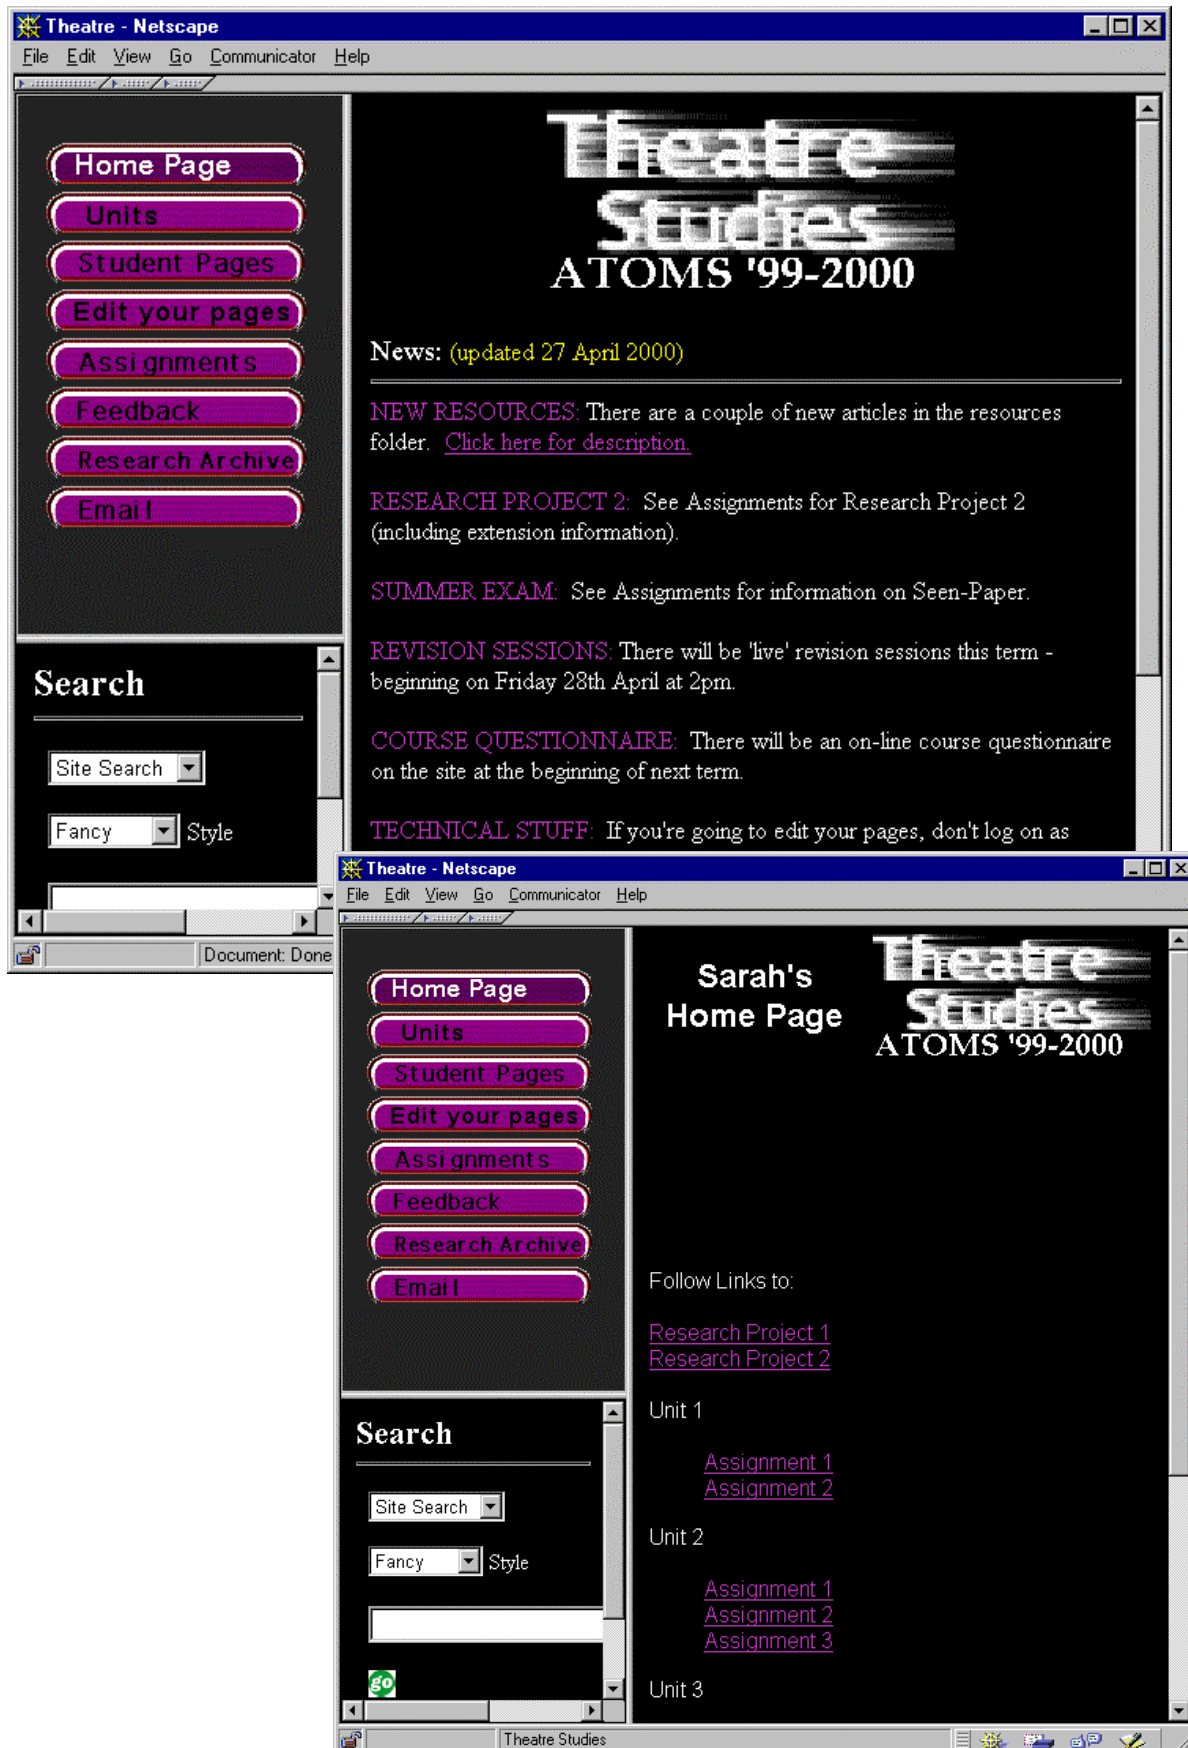 Theatre - Netscape
File Edit View Go Communicator Help
Home Page
Units
Student Pages
Edit your pages
Assignments
Feedback
Research Archive
Email
Search
Site Search
Fancy Style
Theatre
Studies
ATOMS '99-2000
News: (updated 27 April 2000)
NEW RESOURCES: There are a couple of new articles in the resources
folder. Click here for description.
RESEARCH PROJECT 2: See Assignments for Research Project 2
(including extension information).
SUMMER EXAM: See Assignments for information on Seen-Paper.
REVISION SESSIONS: There will be 'live' revision sessions this term -
beginning on Friday 28th April at 2pm.
COURSE QUESTIONNAIRE: There will be an on-line course questionnaire
on the site at the beginning of next term.
TECHNICAL STUFF: If you're going to edit your pages, don't log on as
Document: Done
Theatre - Netscape
File Edit View Go Communicator Help
Home Page
Units
Student Pages
Edit your pages
Assignments
Feedback
Research Archive
Email
Search
Site Search
Fancy Style
go
Sarah's
Home Page
Theatre
Studies
ATOMS '99-2000
Follow Links to:
Research Project 1
Research Project 2
Unit 1
Assignment 1
Assignment 2
Unit 2
Assignment 1
Assignment 2
Assignment 3
Unit 3
Theatre Studies